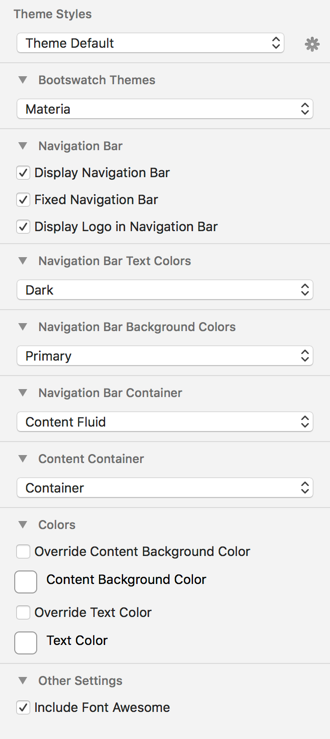 Theme Styles
Theme Default
Bootswatch Themes
Materia
Navigation Bar
Display Navigation Bar
Fixed Navigation Bar
Display Logo in Navigation Bar
Navigation Bar Text Colors
Dark
Navigation Bar Background Colors
Primary
Navigation Bar Container
Content Fluid
Content Container
Container
Colors
Override Content Background Color
Content Background Color
Override Text Color
Text Color
Other Settings
Include Font Awesome